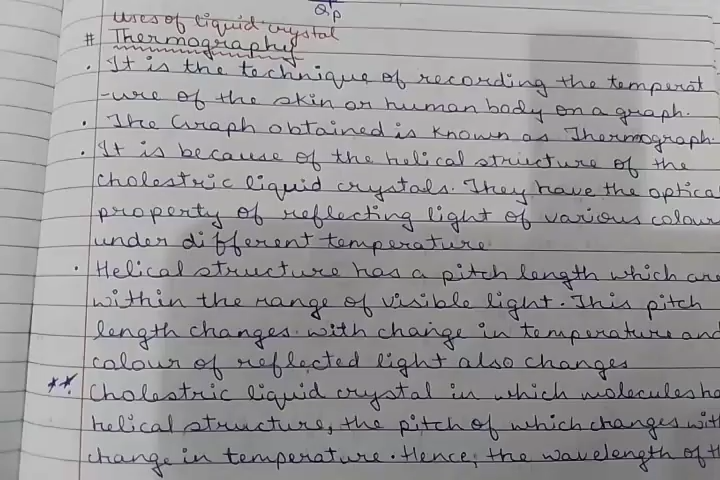 Q, P
Uses of liquid crystal
# Thermography
. It is the technique of recording the temperat
-ure of the skin or human body on a graph.
. The Graph obtained is known as Thermograph.
. It is because of the helical structure of the
cholestric liquid crystals. They have the optical
property of reflecting light of various colour
under different temperature
. Helical structure has a pitch length which are
within the range of visible light. This pitch
length changes with change in temperature and
colour of reflected light also changes
**. Cholestric liquid crystal in which molecules ha
helical structure, the pitch of which changes with
change in temperature. Hence, the wavelength of th